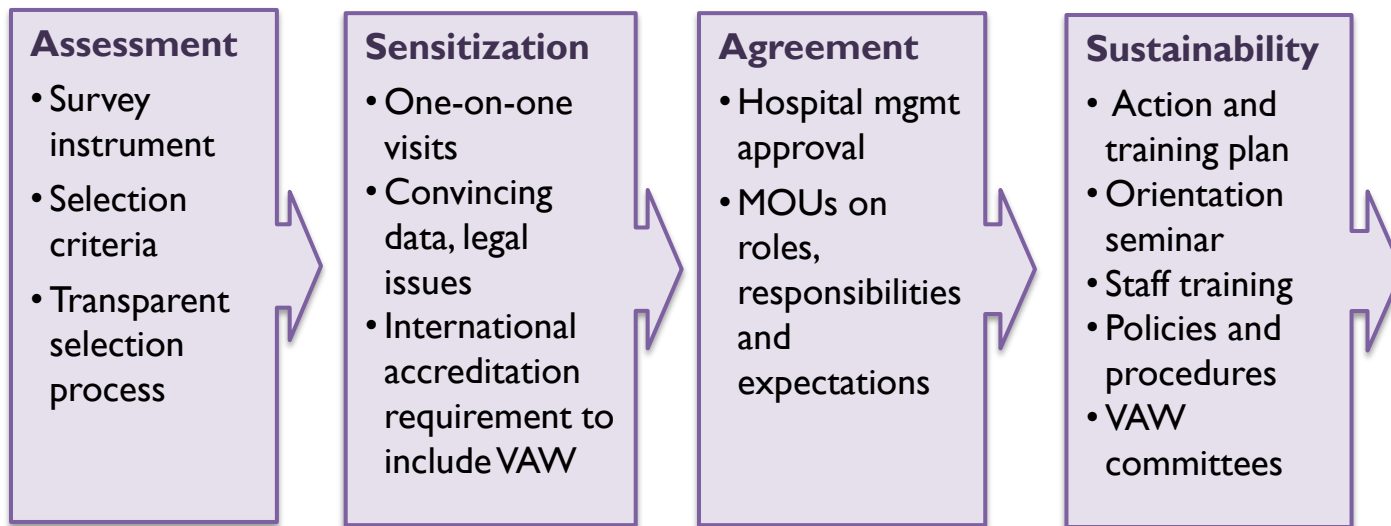 Assessment
• Survey
instrument
• Selection
criteria
• Transparent
selection
process
Sensitization
• One-on-one
visits
• Convincing
data, legal
issues
• International
accreditation
requirement to
include VAW
Agreement
• Hospital mgmt
approval
• MOUs on
roles,
responsibilities
and
expectations
Sustainability
• Action and
training plan
• Orientation
seminar
• Staff training
• Policies and
procedures
• VAW
committees